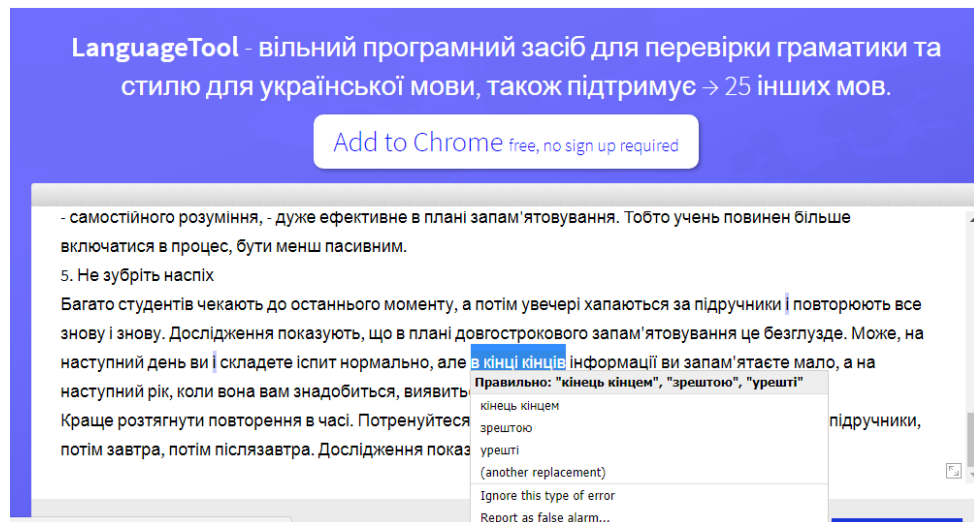 LanguageTool - вільний програмний засіб для перевірки граматики та
стилю для української мови, також підтримує → 25 інших мов.
Add to Chrome free, no sign up required
- самостійного розуміння, - дуже ефективне в плані запам'ятовування. Тобто учень повинен більше
включатися в процес, бути менш пасивним.
5. Не зубріть наспіх
Багато студентів чекають до останнього моменту, а потім увечері хапаються за підручники і повторюють все
знову і знову. Дослідження показують, що в плані довгострокового запам'ятовування це безглузде. Може, на
наступний день ви і складете іспит нормально, але в кінці кінців інформації ви запам'ятаєте мало, а на
наступний рік, коли вона вам знадобиться,
Краще розтягнути повторення в часі. Потренуйтеся підручники,
потім завтра, потім післязавтра. Дослідження
Правильно: "кінець кінцем", "зрештою", "урешті"
кінець кінцем
зрештою
урешті
(another replacement)
Ignore this type of error
Report as false alarm...